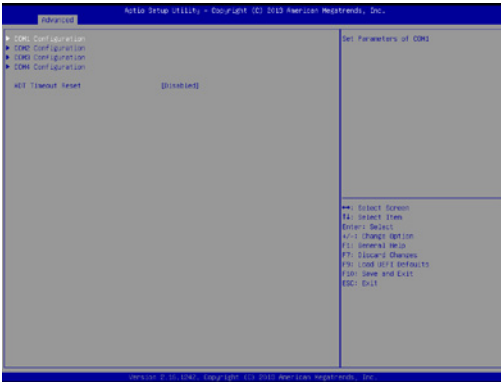 Aptio Setup Utility - Copyright (C) 2013 American Megatrends, Inc.
Advanced
COM1 Configuration
COM2 Configuration
COM3 Configuration
COM4 Configuration
WDT Timeout Reset [Disabled]
Set Parameters of COM1
↔: Select Screen
↑↓: Select Item
Enter: Select
+/-: Change Option
F1: General Help
F7: Discard Changes
F9: Load UEFI Defaults
F10: Save and Exit
ESC: Exit
Version 2.15.1242. Copyright (C) 2013 American Megatrends, Inc.